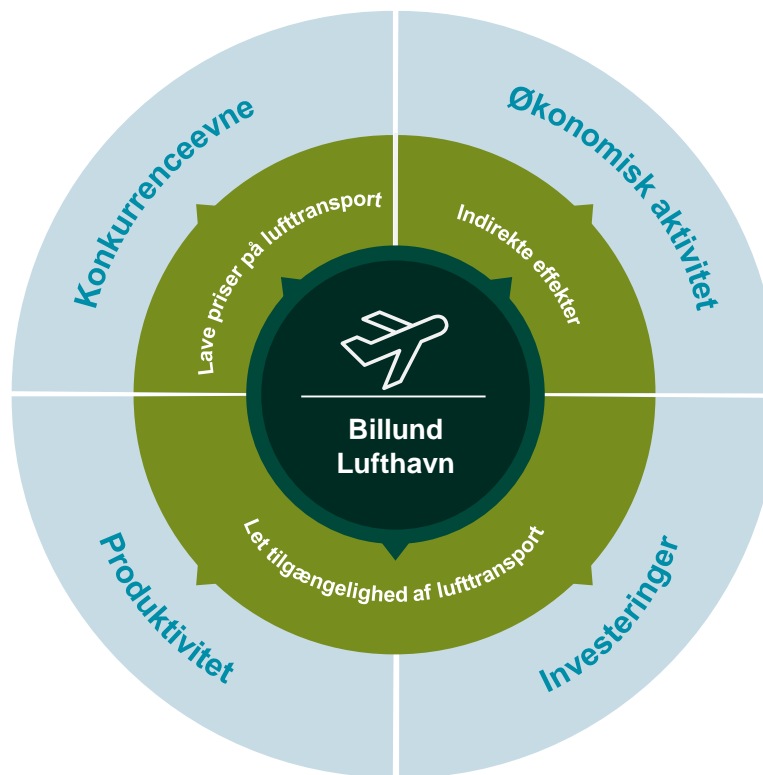 Konkurrenceevne
Økonomisk aktivitet
Lave priser på lufttransport
Indirekte effekter
Billund
Lufthavn
Let tilgængelighed af lufttransport
Produktivitet
Investeringer